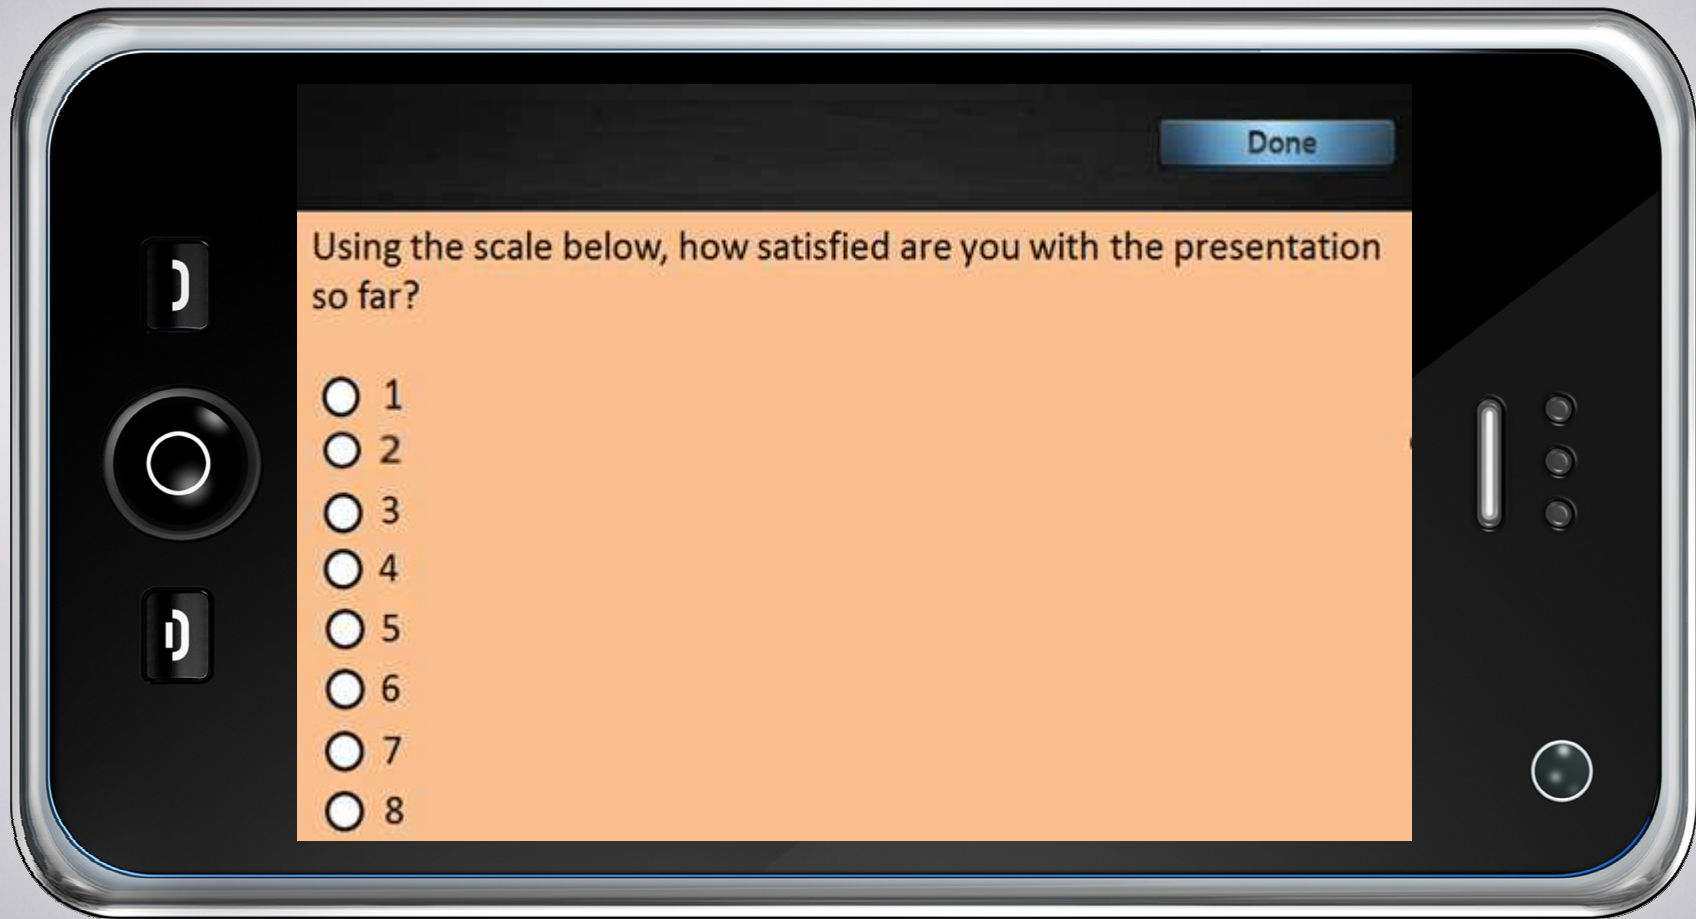 Done
Using the scale below, how satisfied are you with the presentation
so far?
1
2
3
4
5
6
7
8